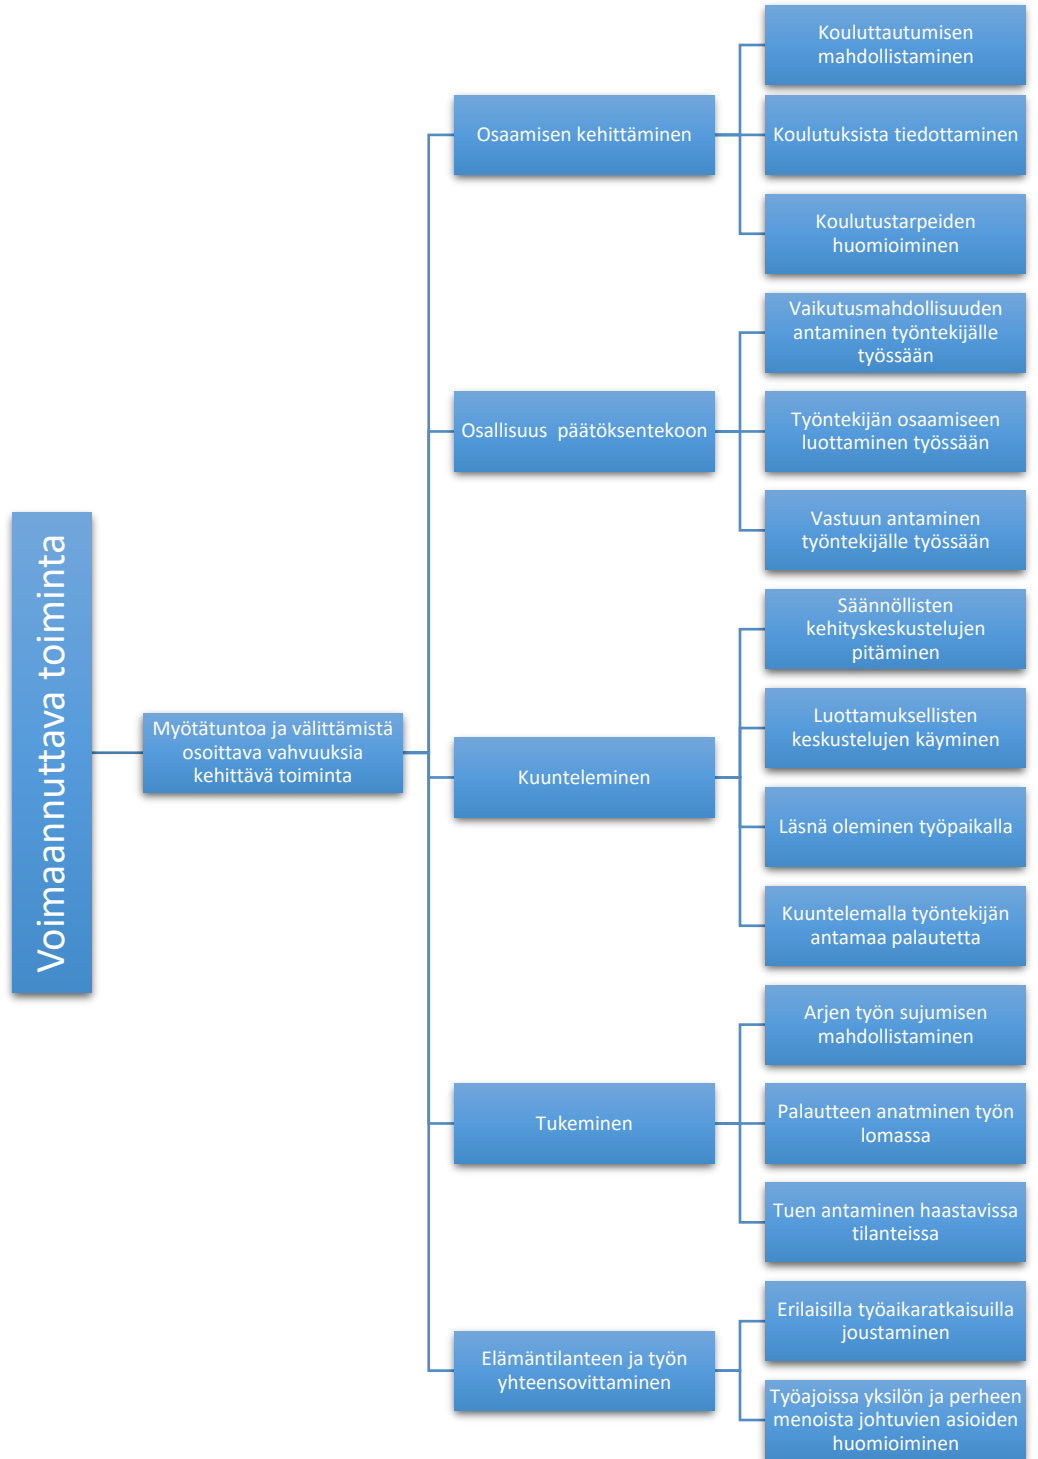 Voimaannuttava toiminta
Myötätuntoa ja välittämistä
osoittava vahvuuksia
kehittävä toiminta
Osaamisen kehittäminen
Kouluttautumisen
mahdollistaminen
Koulutuksista tiedottaminen
Koulutustarpeiden
huomioiminen
Osallisuus  päätöksentekoon
Vaikutusmahdollisuuden
antaminen työntekijälle
työssään
Työntekijän osaamiseen
luottaminen työssään
Vastuun antaminen
työntekijälle työssään
Kuunteleminen
Säännöllisten
kehityskeskustelujen
pitäminen
Luottamuksellisten
keskustelujen käyminen
Läsnä oleminen työpaikalla
Kuuntelemalla työntekijän
antamaa palautetta
Tukeminen
Arjen työn sujumisen
mahdollistaminen
Palautteen anatminen työn
lomassa
Tuen antaminen haastavissa
tilanteissa
Elämäntilanteen ja työn
yhteensovittaminen
Erilaisilla työaikaratkaisuilla
joustaminen
Työajoissa yksilön ja perheen
menoista johtuvien asioiden
huomioiminen